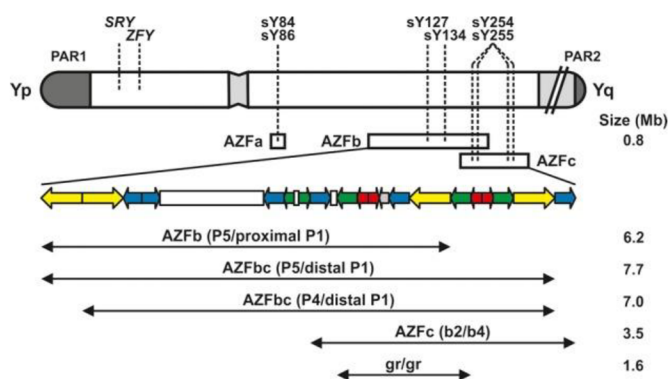 SRY
ZFY
sY84
sY86
sY127
sY134
sY254
sY255
PAR1
PAR2
Yp
Yq
Size (Mb)
AZFa
AZFb
0.8
AZFc
AZFb (P5/proximal P1)
6.2
AZFbc (P5/distal P1)
7.7
AZFbc (P4/distal P1)
7.0
AZFc (b2/b4)
3.5
gr/gr
1.6